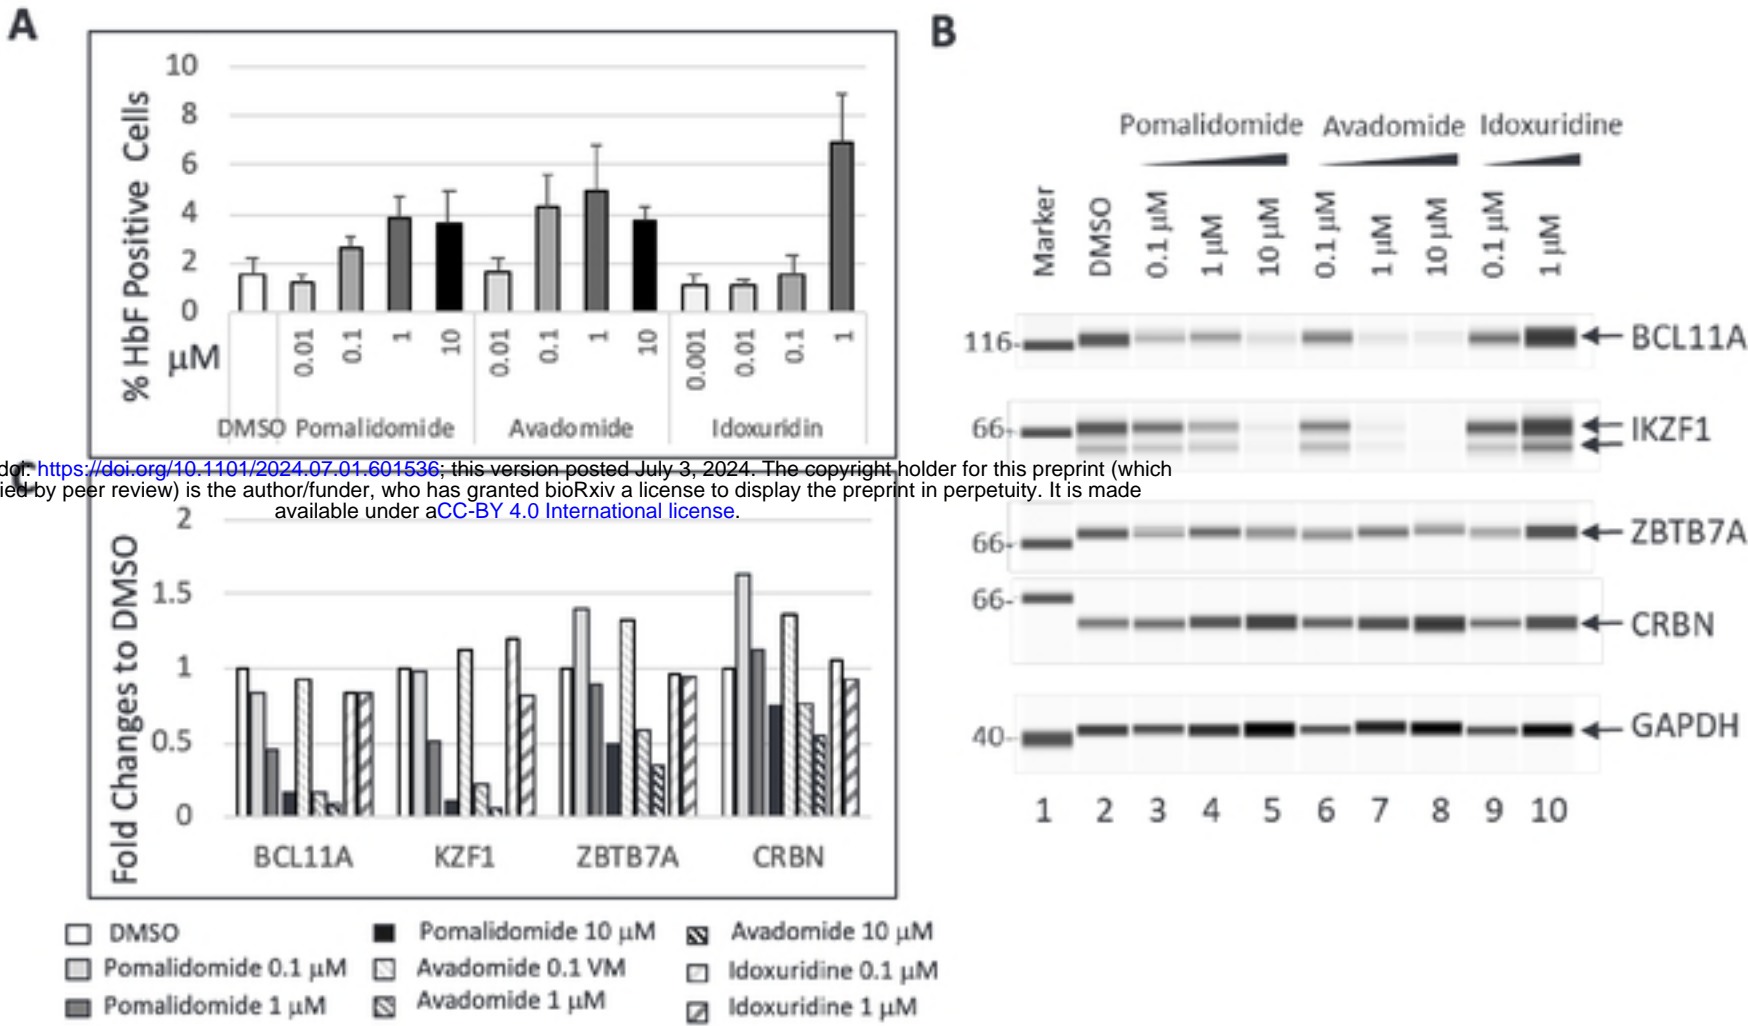 A
B
10
8
6
4
2
0
% HbF Positive Cells
µM
0.01
0.1
1
10
0.01
0.1
1
10
0.001
0.01
0.1
1
DMSO Pomalidomide Avadomide Idoxuridin
Pomalidomide Avadomide Idoxuridine
Marker
DMSO
0.1 µM
1 µM
10 µM
0.1 µM
1 µM
10 µM
0.1 µM
1 µM
116- BCL11A
66- IKZF1
66- ZBTB7A
66-
CRBN
40- GAPDH
1 2 3 4 5 6 7 8 9 10
doi: https://doi.org/10.1101/2024.07.01.601536; this version posted July 3, 2024. The copyright holder for this preprint (which
ied by peer review) is the author/funder, who has granted bioRxiv a license to display the preprint in perpetuity. It is made
available under aCC-BY 4.0 International license.
C
2
1.5
1
0.5
0
Fold Changes to DMSO
BCL11A KZF1 ZBTB7A CRBN
DMSO Pomalidomide 10 µM Avadomide 10 µM
Pomalidomide 0.1 µM Avadomide 0.1 VM Idoxuridine 0.1 µM
Pomalidomide 1 µM Avadomide 1 µM Idoxuridine 1 µM